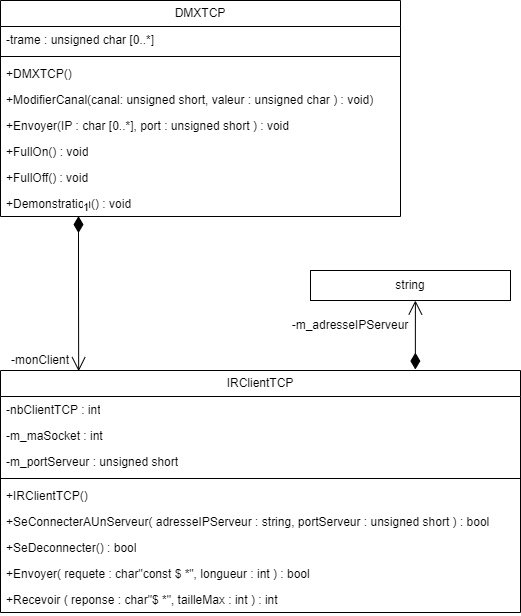 DMXTCP
-trame : unsigned char [0..*]
+DMXTCP()
+ModifierCanal(canal: unsigned short, valeur : unsigned char ) : void)
+Envoyer(IP : char [0..*], port : unsigned short ) : void
+FullOn() : void
+FullOff() : void
+Demonstration() : void
1
string
-m_adresseIPServeur
-monClient
IRClientTCP
-nbClientTCP : int
-m_maSocket : int
-m_portServeur : unsigned short
+IRClientTCP()
+SeConnecterAUnServeur( adresseIPServeur : string, portServeur : unsigned short ) : bool
+SeDeconnecter() : bool
+Envoyer( requete : char"const $ *", longueur : int ) : bool
+Recevoir ( reponse : char"$ *", tailleMax : int ) : int